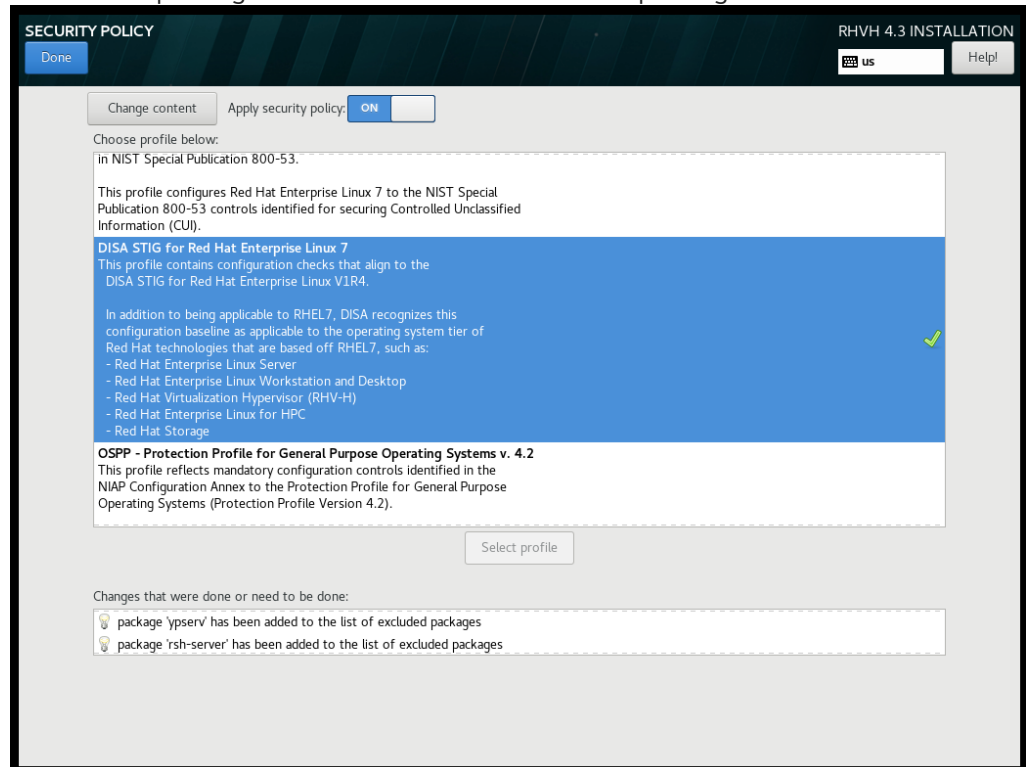 SECURITY POLICY
RHVH 4.3 INSTALLATION
Done
us
Help!
Change content
Apply security policy:
ON
Choose profile below:
in NIST Special Publication 800-53.
This profile configures Red Hat Enterprise Linux 7 to the NIST Special
Publication 800-53 controls identified for securing Controlled Unclassified
Information (CUI).
DISA STIG for Red Hat Enterprise Linux 7
This profile contains configuration checks that align to the
DISA STIG for Red Hat Enterprise Linux V1R4.
In addition to being applicable to RHEL7, DISA recognizes this
configuration baseline as applicable to the operating system tier of
Red Hat technologies that are based off RHEL7, such as:
- Red Hat Enterprise Linux Server
- Red Hat Enterprise Linux Workstation and Desktop
- Red Hat Virtualization Hypervisor (RHV-H)
- Red Hat Enterprise Linux for HPC
- Red Hat Storage
OSPP - Protection Profile for General Purpose Operating Systems v. 4.2
This profile reflects mandatory configuration controls identified in the
NIAP Configuration Annex to the Protection Profile for General Purpose
Operating Systems (Protection Profile Version 4.2).
Select profile
Changes that were done or need to be done:
package 'ypserv' has been added to the list of excluded packages
package 'rsh-server' has been added to the list of excluded packages